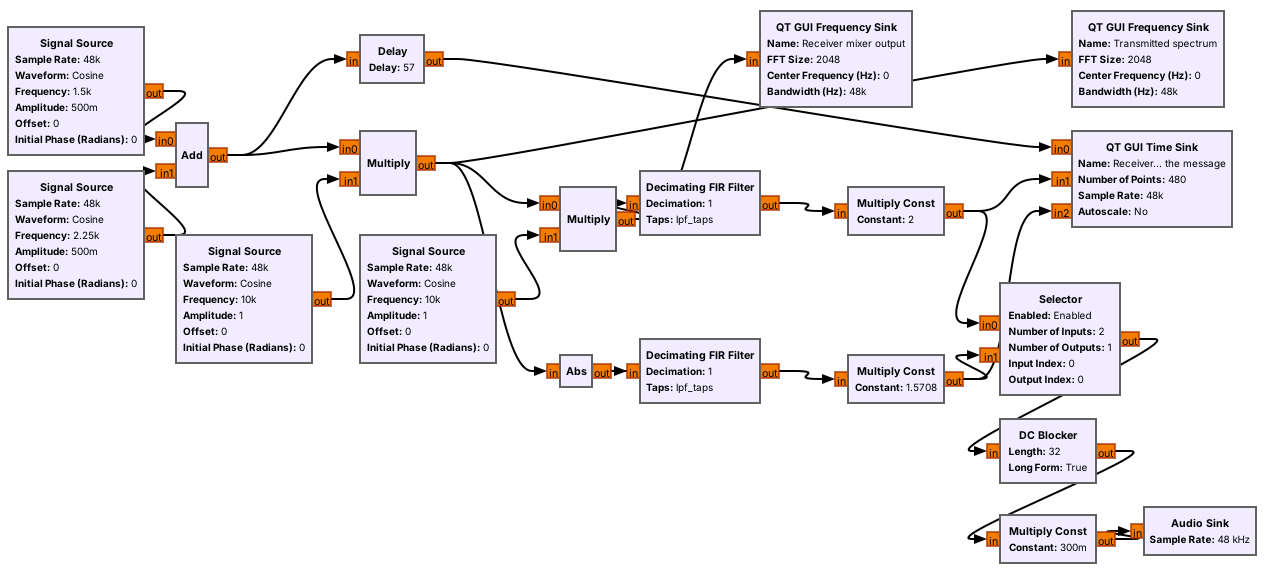 Signal Source
Sample Rate: 48k
Waveform: Cosine
Frequency: 1.5k
Amplitude: 500m
Offset: 0
Initial Phase (Radians): 0
out
Signal Source
Sample Rate: 48k
Waveform: Cosine
Frequency: 2.25k
Amplitude: 500m
Offset: 0
Initial Phase (Radians): 0
out
in0
in1
Add
out
Signal Source
Sample Rate: 48k
Waveform: Cosine
Frequency: 10k
Amplitude: 1
Offset: 0
Initial Phase (Radians): 0
out
in
Delay
Delay: 57
out
in0
in1
Multiply
out
Signal Source
Sample Rate: 48k
Waveform: Cosine
Frequency: 10k
Amplitude: 1
Offset: 0
Initial Phase (Radians): 0
out
in0
in1
Multiply
out
in
Abs
out
in
Decimating FIR Filter
Decimation: 1
Taps: lpf_taps
out
in
Decimating FIR Filter
Decimation: 1
Taps: lpf_taps
out
in
QT GUI Frequency Sink
Name: Receiver mixer output
FFT Size: 2048
Center Frequency (Hz): 0
Bandwidth (Hz): 48k
in
Multiply Const
Constant: 2
out
in
Multiply Const
Constant: 1.5708
out
in
QT GUI Frequency Sink
Name: Transmitted spectrum
FFT Size: 2048
Center Frequency (Hz): 0
Bandwidth (Hz): 48k
in0
in1
in2
QT GUI Time Sink
Name: Receiver... the message
Number of Points: 480
Sample Rate: 48k
Autoscale: No
in0
in1
Selector
Enabled: Enabled
Number of Inputs: 2
Number of Outputs: 1
Input Index: 0
Output Index: 0
out
in
DC Blocker
Length: 32
Long Form: True
out
in
Multiply Const
Constant: 300m
out
in
Audio Sink
Sample Rate: 48 kHz